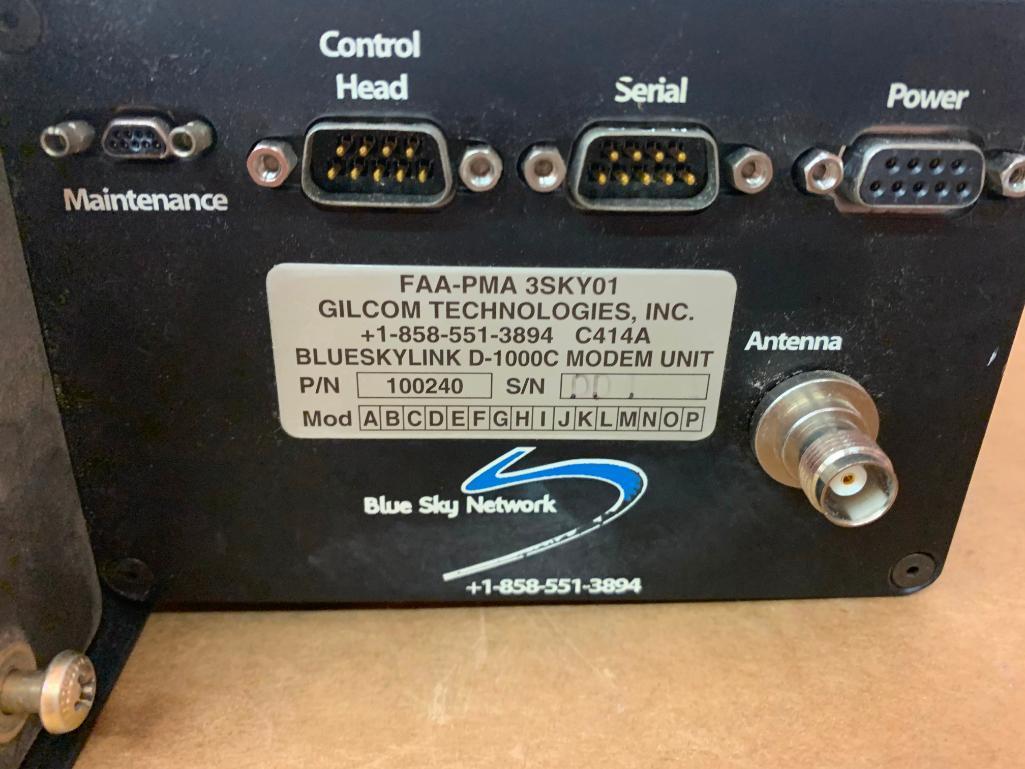 Control
Head
Serial
Power
Maintenance
FAA-PMA 3SKY01
GILCOM TECHNOLOGIES, INC.
+1-858-551-3894 C414A
BLUESKYLINK D-1000C MODEM UNIT
P/N 100240 S/N
Mod A B C D E F G H I J K L M N O P
Antenna
Blue Sky Network
+1-858-551-3894